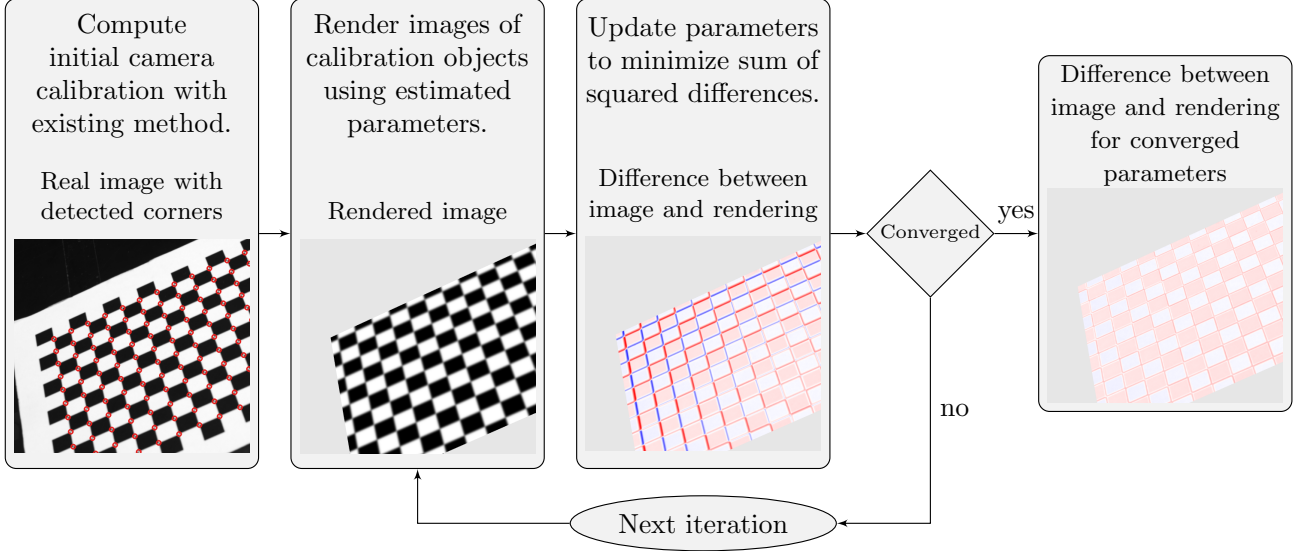 Compute
initial camera
calibration with
existing method.
Real image with
detected corners
Render images of
calibration objects
using estimated
parameters.
Rendered image
Update parameters
to minimize sum of
squared differences.
Difference between
image and rendering
Converged
yes
no
Next iteration
Difference between
image and rendering
for converged
parameters